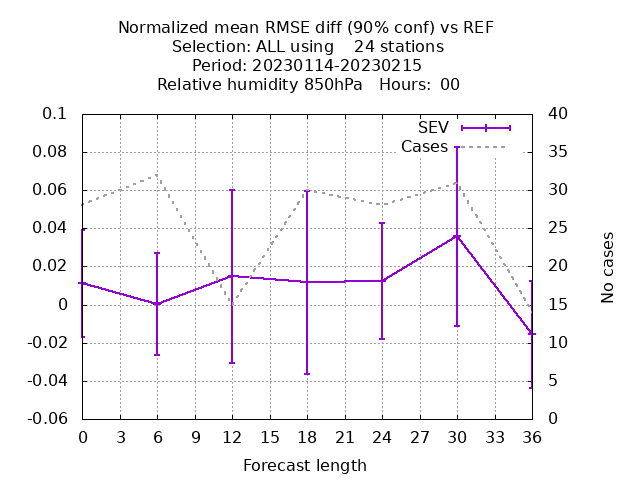 Normalized mean RMSE diff (90% conf) vs REF
Selection: ALL using    24 stations
Period: 20230114-20230215
Relative humidity 850hPa   Hours:  00
0.1
0.08
0.06
0.04
0.02
0
-0.02
-0.04
-0.06
SEV
Cases
40
35
30
25
20
15
10
5
0
No cases
0 3 6 9 12 15 18 21 24 27 30 33 36
Forecast length